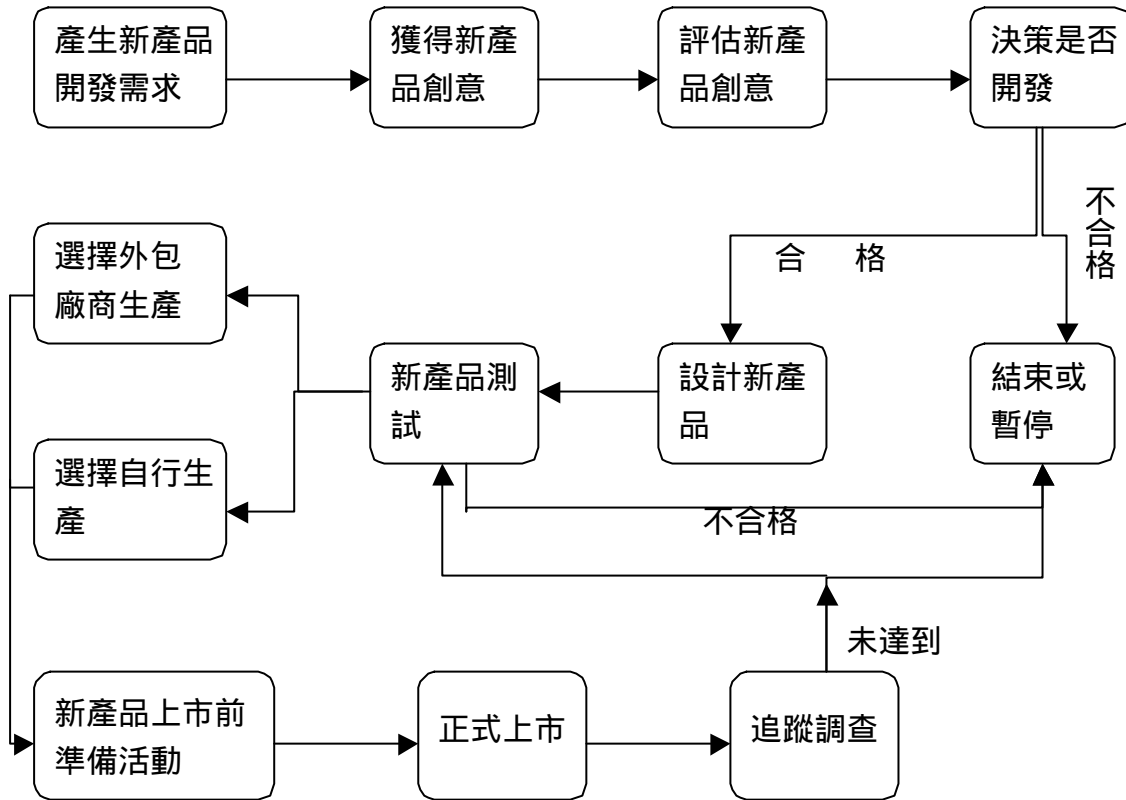 產生新產品
開發需求
獲得新產
品創意
評估新產
品創意
決策是否
開發
不合格
合 格
選擇外包
廠商生產
新產品測
試
設計新產
品
結束或
暫停
選擇自行生
產
不合格
未達到
新產品上市前
準備活動
正式上市
追蹤調查